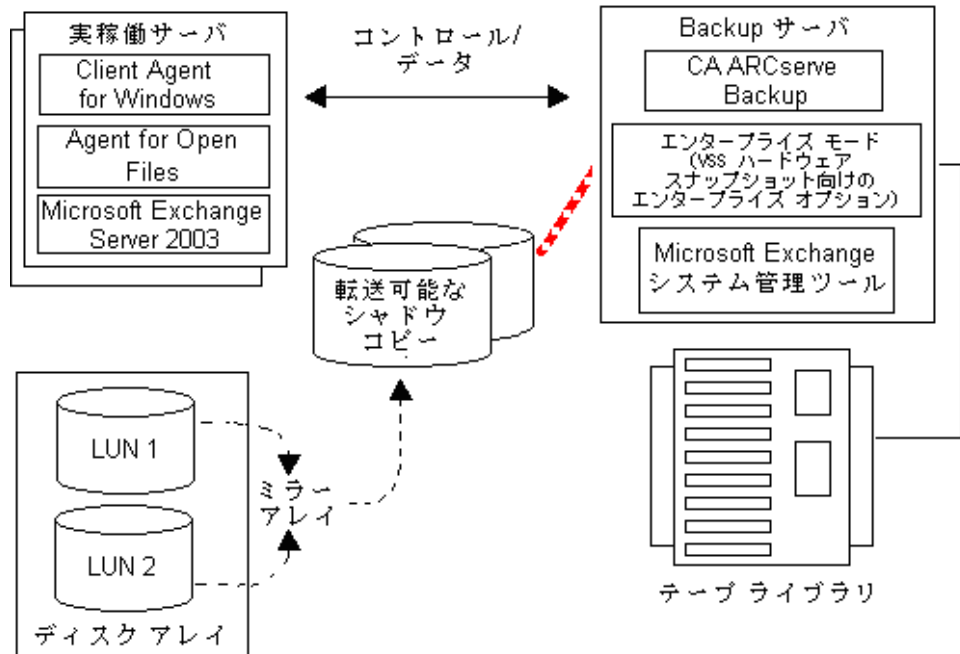 実稼働サーバ
Client Agent
for Windows
Agent for Open
Files
Microsoft Exchange
Server 2003
コントロール/
データ
Backup サーバ
CA ARCserve
Backup
エンタープライズ モード
(VSS ハードウェア
スナップショット向けの
エンタープライズ オプション)
Microsoft Exchange
システム管理ツール
転送可能な
シャドウ
コピー
LUN 1
LUN 2
ミラー
アレイ
ディスク アレイ
テープ ライブラリ